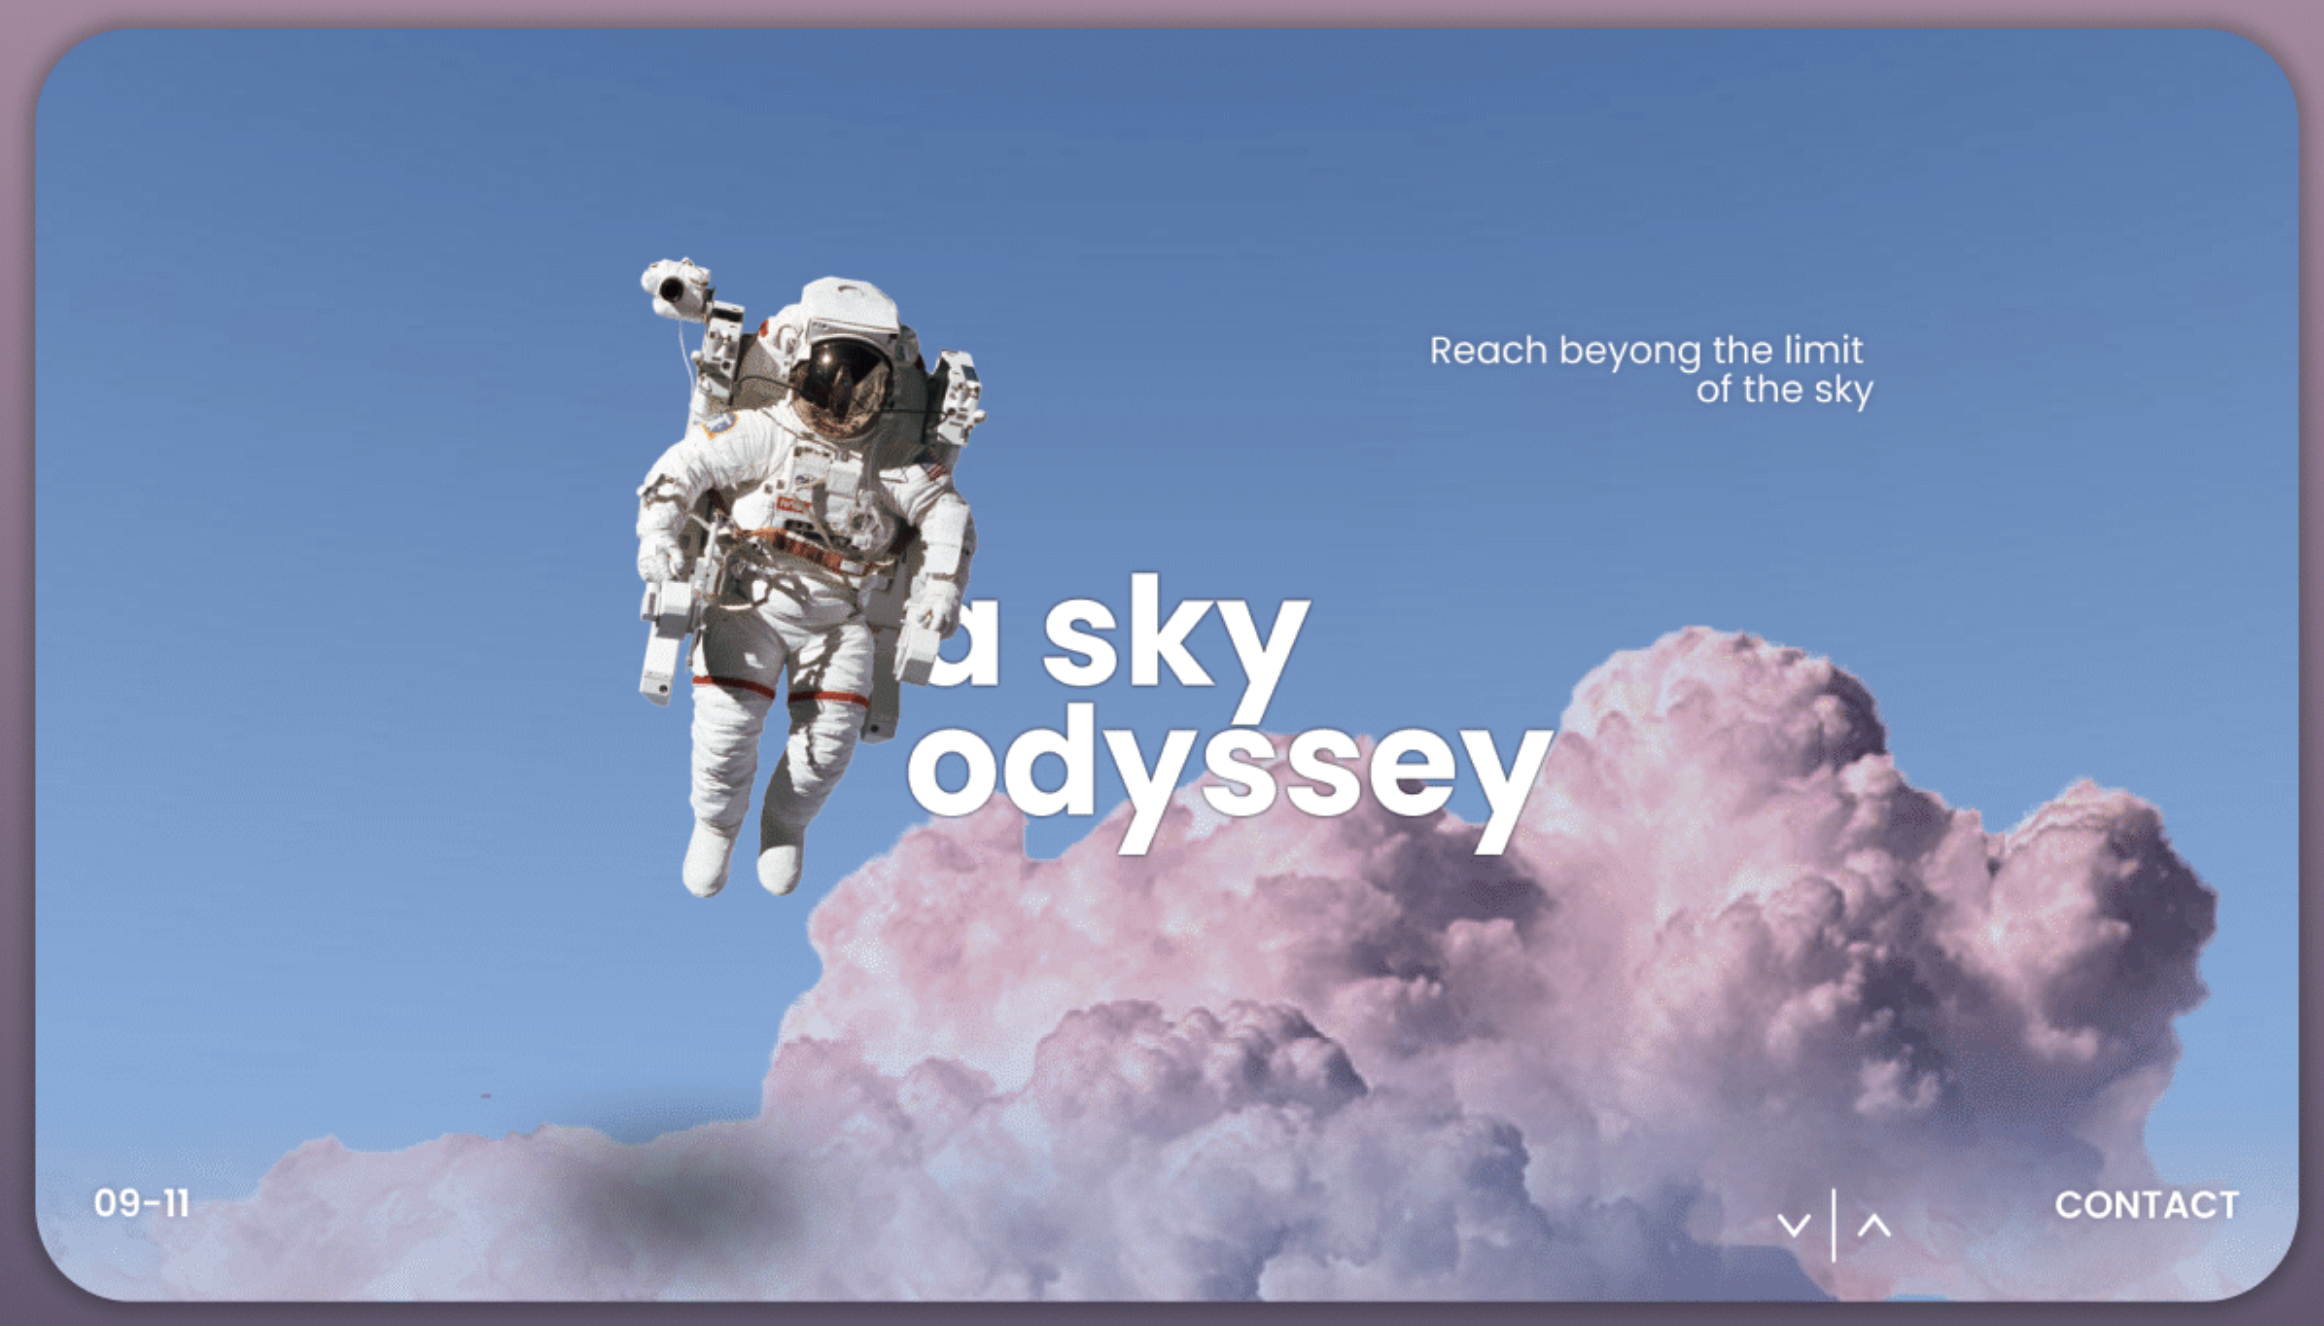 Reach beyong the limit
of the sky
a sky
odyssey
09-11
CONTACT